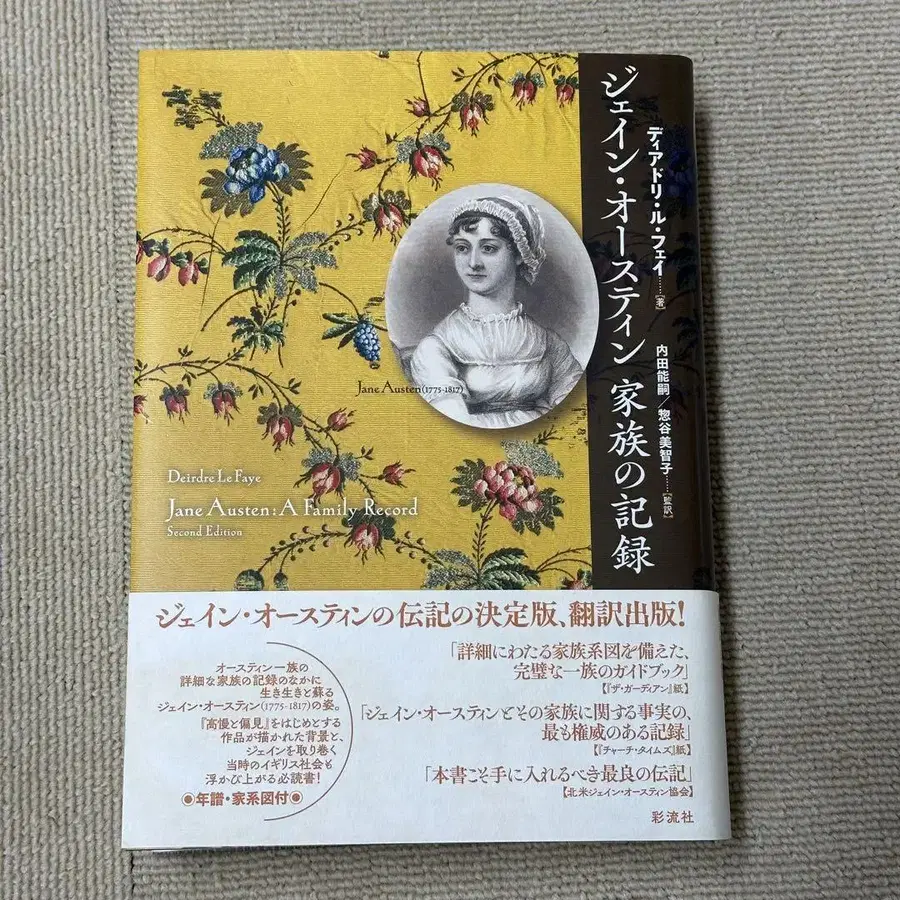 ジェイン・オースティン 家族の記録
ディアドリ・ル・フェイ……[著]
内田能嗣／惣谷美智子……[監訳]
Jane Austen(1775-1817)
Deirdre Le Faye
Jane Austen : A Family Record
Second Edition
ジェイン・オースティンの伝記の決定版、翻訳出版!
オースティン一族の
詳細な家族の記録のなかに
生き生きと蘇る
ジェイン・オースティン(1775-1817)の姿。
『高慢と偏見』をはじめとする
作品が描かれた背景と、
ジェインを取り巻く
当時のイギリス社会も
浮かび上がる必読書!
◉年譜・家系図付◉
「詳細にわたる家族系図を備えた、
完璧な一族のガイドブック」
【『ザ・ガーディアン』紙】
「ジェイン・オースティンとその家族に関する事実の、
最も権威のある記録」
【『チャーチ・タイムズ』紙】
「本書こそ手に入れるべき最良の伝記」
【北米ジェイン・オースティン協会】
彩流社